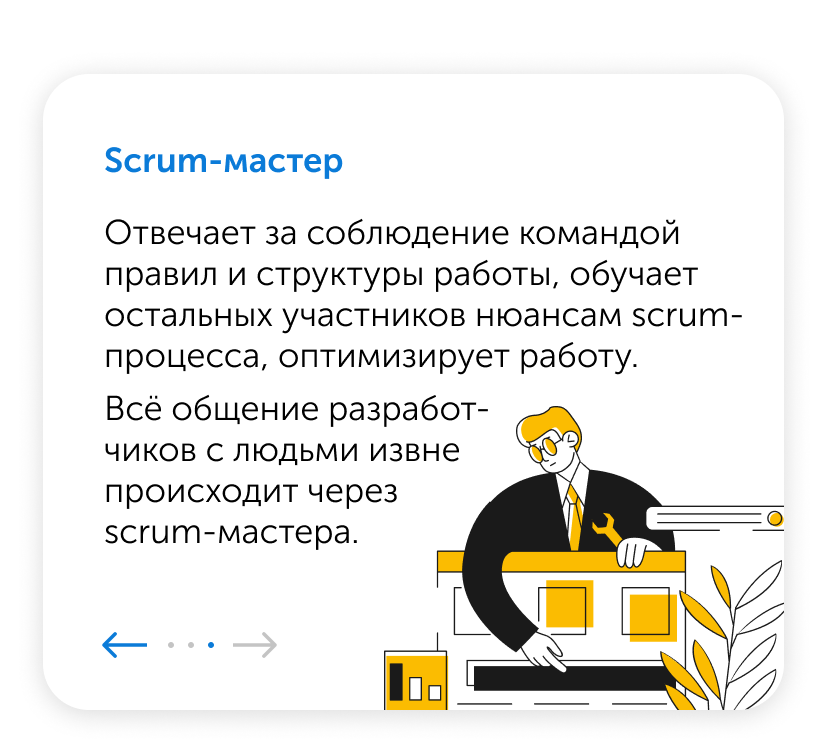 Scrum-мастер
Отвечает за соблюдение командой
правил и структуры работы, обучает
остальных участников нюансам scrum-
процесса, оптимизирует работу.
Всё общение разработ-
чиков с людьми извне
происходит через
scrum-мастера.